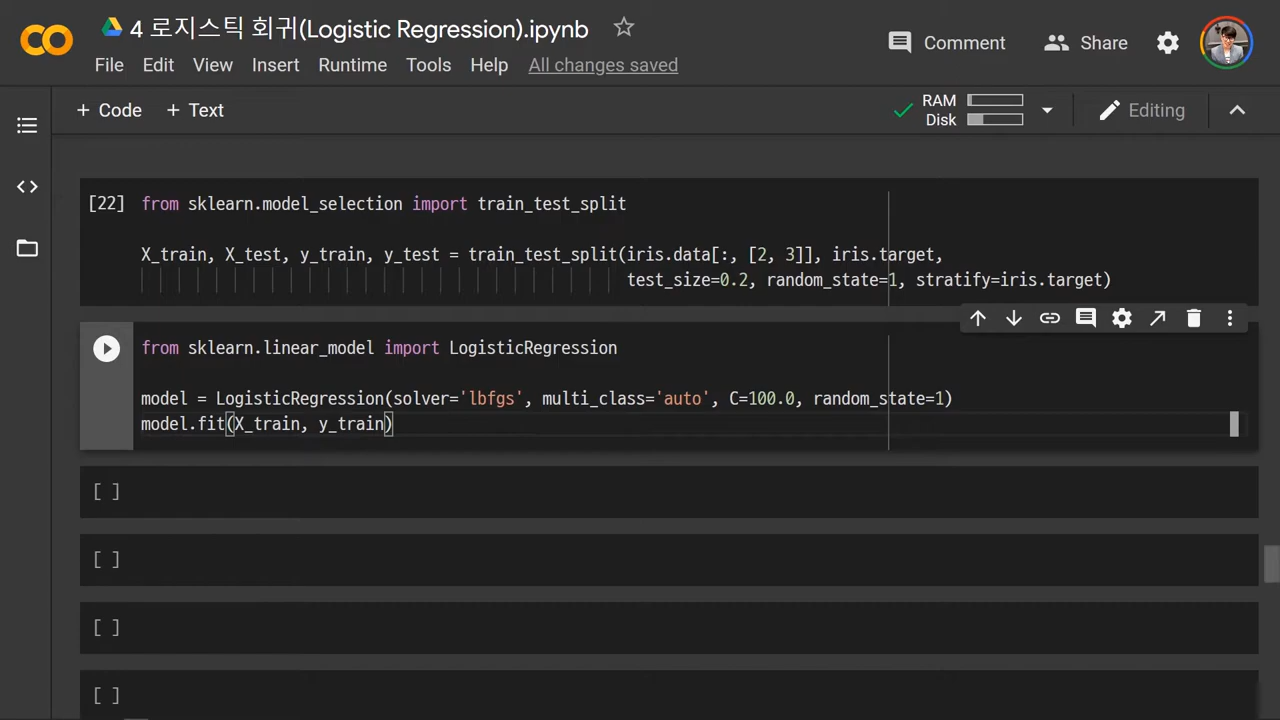 4 로지스틱 회귀(Logistic Regression).ipynb
Comment
Share
File Edit View Insert Runtime Tools Help All changes saved
+ Code + Text
RAM
Disk
Editing
[22] from sklearn.model_selection import train_test_split
X_train, X_test, y_train, y_test = train_test_split(iris.data[:, [2, 3]], iris.target,
test_size=0.2, random_state=1, stratify=iris.target)
from sklearn.linear_model import LogisticRegression
model = LogisticRegression(solver='lbfgs', multi_class='auto', C=100.0, random_state=1)
model.fit(X_train, y_train)
[ ]
[ ]
[ ]
[ ]